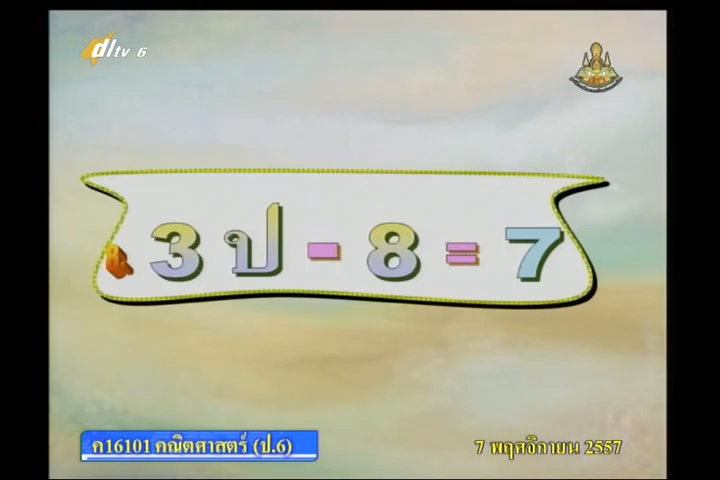 dltv 6
3ป - 8 = 7
ค16101 คณิตศาสตร์ (ป.6)
7 พฤศจิกายน 2557